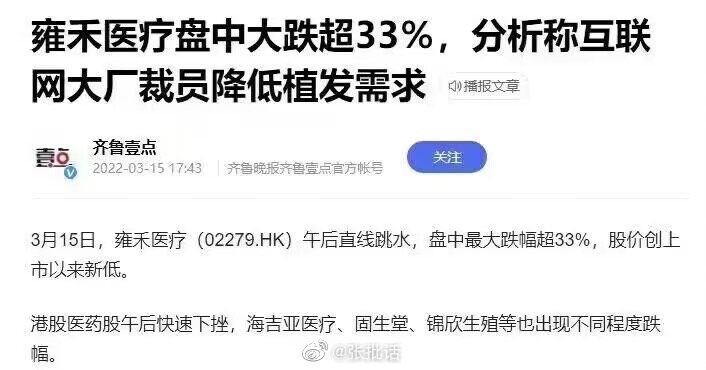 雍禾医疗盘中大跌超33%，分析称互联
网大厂裁员降低植发需求
播报文章
壹点
齐鲁壹点
关注
2022-03-15 17:43
齐鲁晚报齐鲁壹点官方帐号
3月15日，雍禾医疗（02279.HK）午后直线跳水，盘中最大跌幅超33%，股价创上
市以来新低。
港股医药股午后快速下挫，海吉亚医疗、固生堂、锦欣生殖等也出现不同程度跌
幅。
@张批话